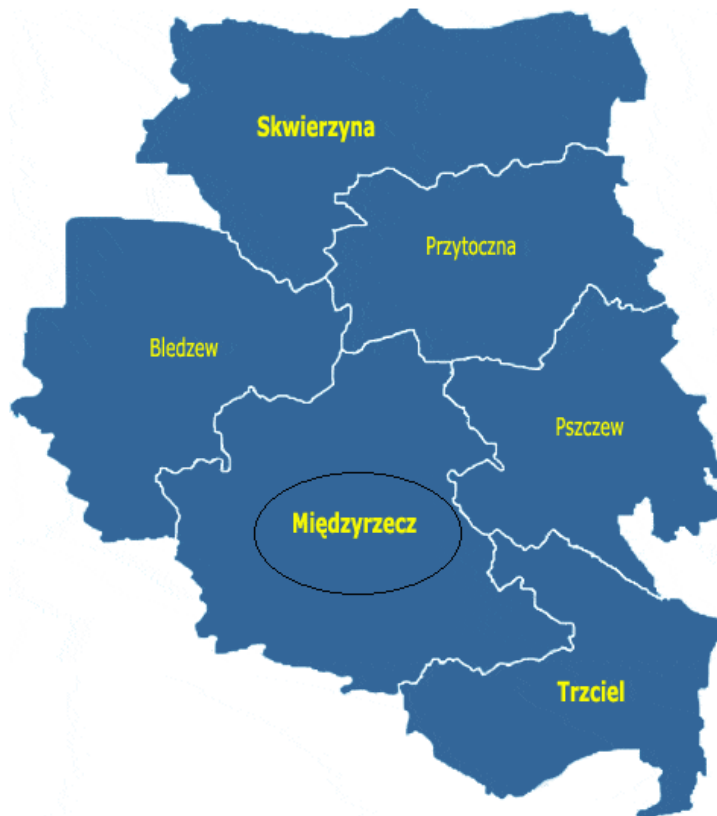 Skwierzyna
Przytoczna
Bledzew
Pszczew
Międzyrzecz
Trzciel